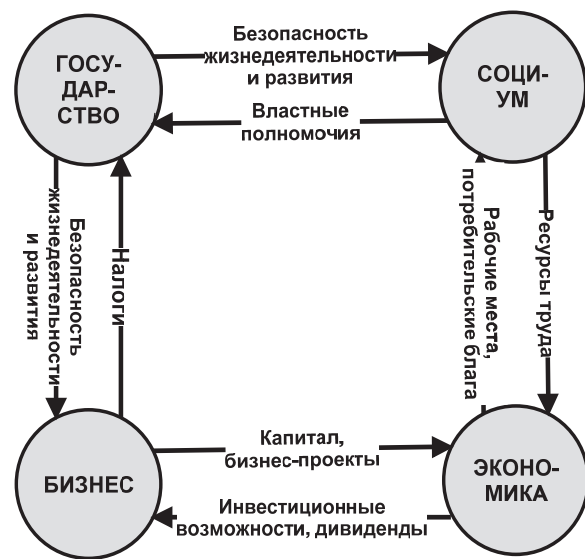 ГОСУ-
ДАР-
СТВО
Безопасность
жизнедеятельности
и развития
СОЦИ-
УМ
Властные
полномочия
Безопасность
жизнедеятельности
и развития
Налоги
Рабочие места,
потребительские блага
Ресурсы труда
БИЗНЕС
Капитал,
бизнес-проекты
ЭКОНО-
МИКА
Инвестиционные
возможности, дивиденды